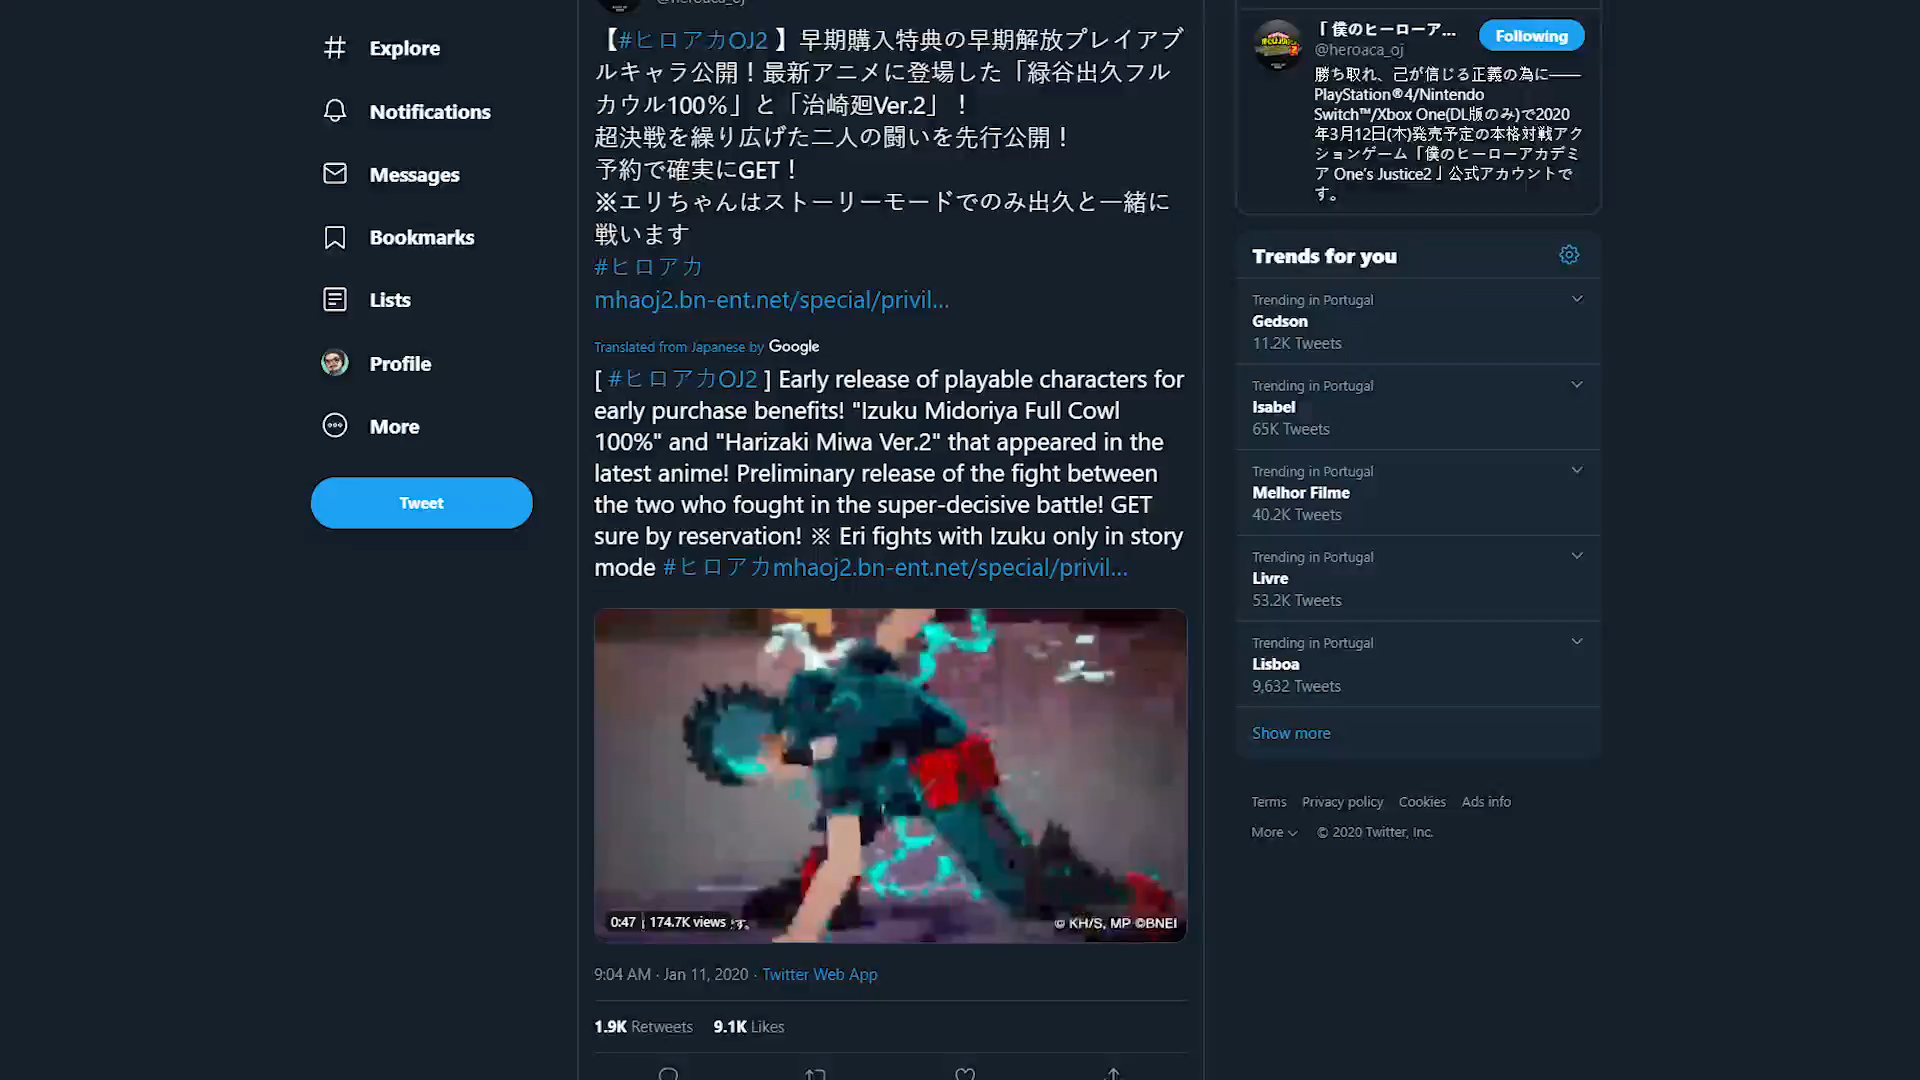 Explore
Notifications
Messages
Bookmarks
Lists
Profile
More
Tweet
@heroaca_oj
【#ヒロアカOJ2 】早期購入特典の早期解放プレイアブ
ルキャラ公開！最新アニメに登場した「緑谷出久フル
カウル100％」と「治崎廻Ver.2」！
超決戦を繰り広げた二人の闘いを先行公開！
予約で確実にGET！
※エリちゃんはストーリーモードでのみ出久と一緒に
戦います
#ヒロアカ
mhaoj2.bn-ent.net/special/privil…
Translated from Japanese by Google
[ #ヒロアカOJ2 ] Early release of playable characters for
early purchase benefits! "Izuku Midoriya Full Cowl
100%" and "Harizaki Miwa Ver.2" that appeared in the
latest anime! Preliminary release of the fight between
the two who fought in the super-decisive battle! GET
sure by reservation! ※ Eri fights with Izuku only in story
mode #ヒロアカmhaoj2.bn-ent.net/special/privil…
0:47 | 174.7K views
す。
© KH/S, MP ©BNEI
9:04 AM · Jan 11, 2020 · Twitter Web App
1.9K Retweets 9.1K Likes
「 僕のヒーローア...
@heroaca_oj
Following
勝ち取れ、己が信じる正義の為に——
PlayStation®4/Nintendo
Switch™/Xbox One(DL版のみ)で2020
年3月12日(木)発売予定の本格対戦アク
ションゲーム「僕のヒーローアカデミ
ア One's Justice2 」公式アカウントで
す。
Trends for you
Trending in Portugal
Gedson
11.2K Tweets
Trending in Portugal
Isabel
65K Tweets
Trending in Portugal
Melhor Filme
40.2K Tweets
Trending in Portugal
Livre
53.2K Tweets
Trending in Portugal
Lisboa
9,632 Tweets
Show more
Terms Privacy policy Cookies Ads info
More © 2020 Twitter, Inc.